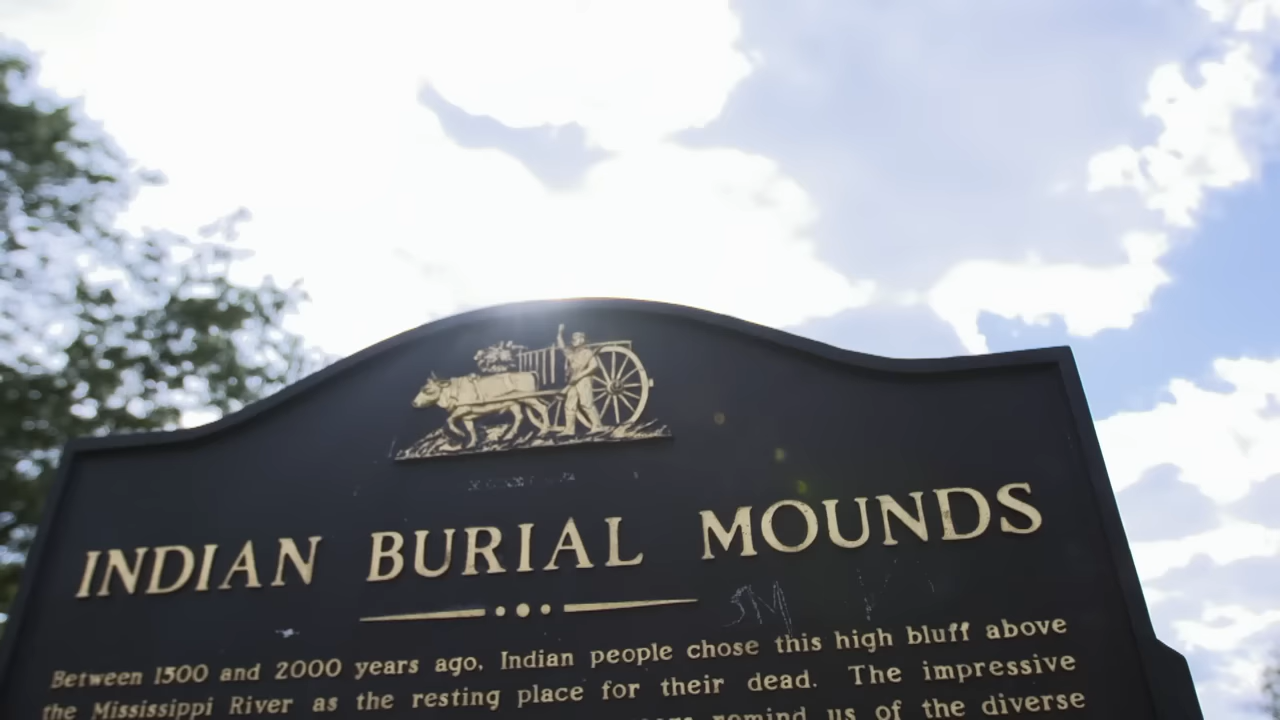 INDIAN BURIAL MOUNDS
Between 1500 and 2000 years ago, Indian people chose this high bluff above
the Mississippi River as the resting place for their dead. The impressive
remind us of the diverse